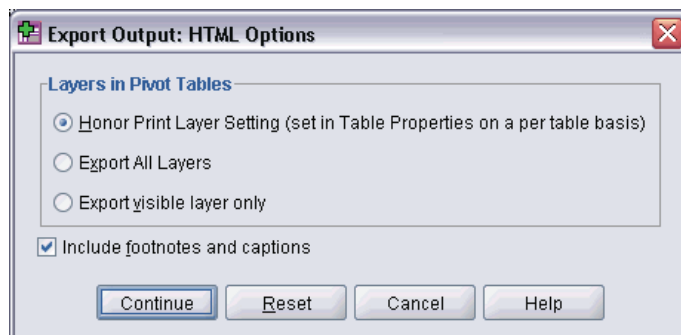 Export Output: HTML Options
Layers in Pivot Tables
Honor Print Layer Setting (set in Table Properties on a per table basis)
Export All Layers
Export visible layer only
Include footnotes and captions
Continue Reset Cancel Help